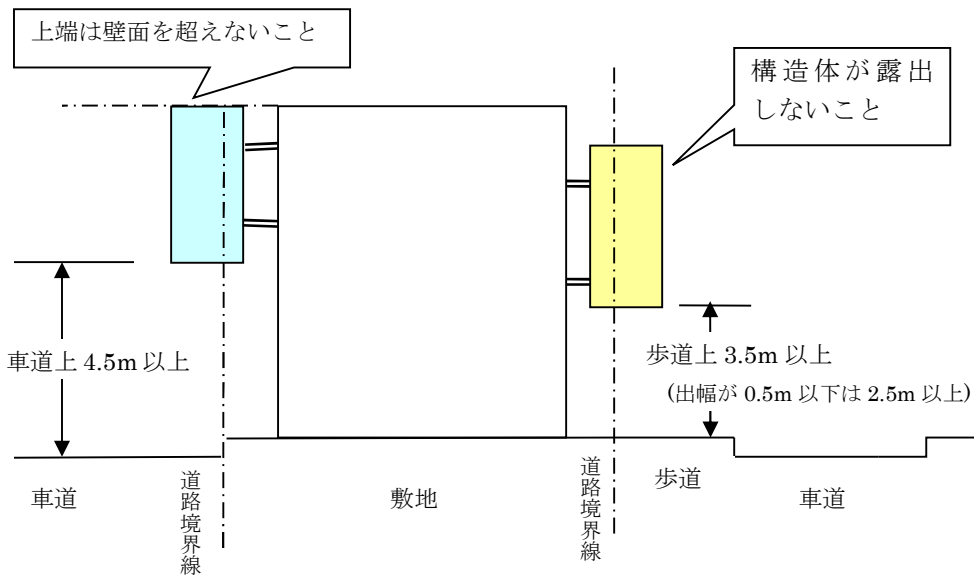 上端は壁面を超えないこと
構造体が露出
しないこと
車道上 4.5m 以上
歩道上 3.5m 以上
(出幅が 0.5m 以下は 2.5m 以上)
車道
道路境界線
敷地
道路境界線
歩道
車道